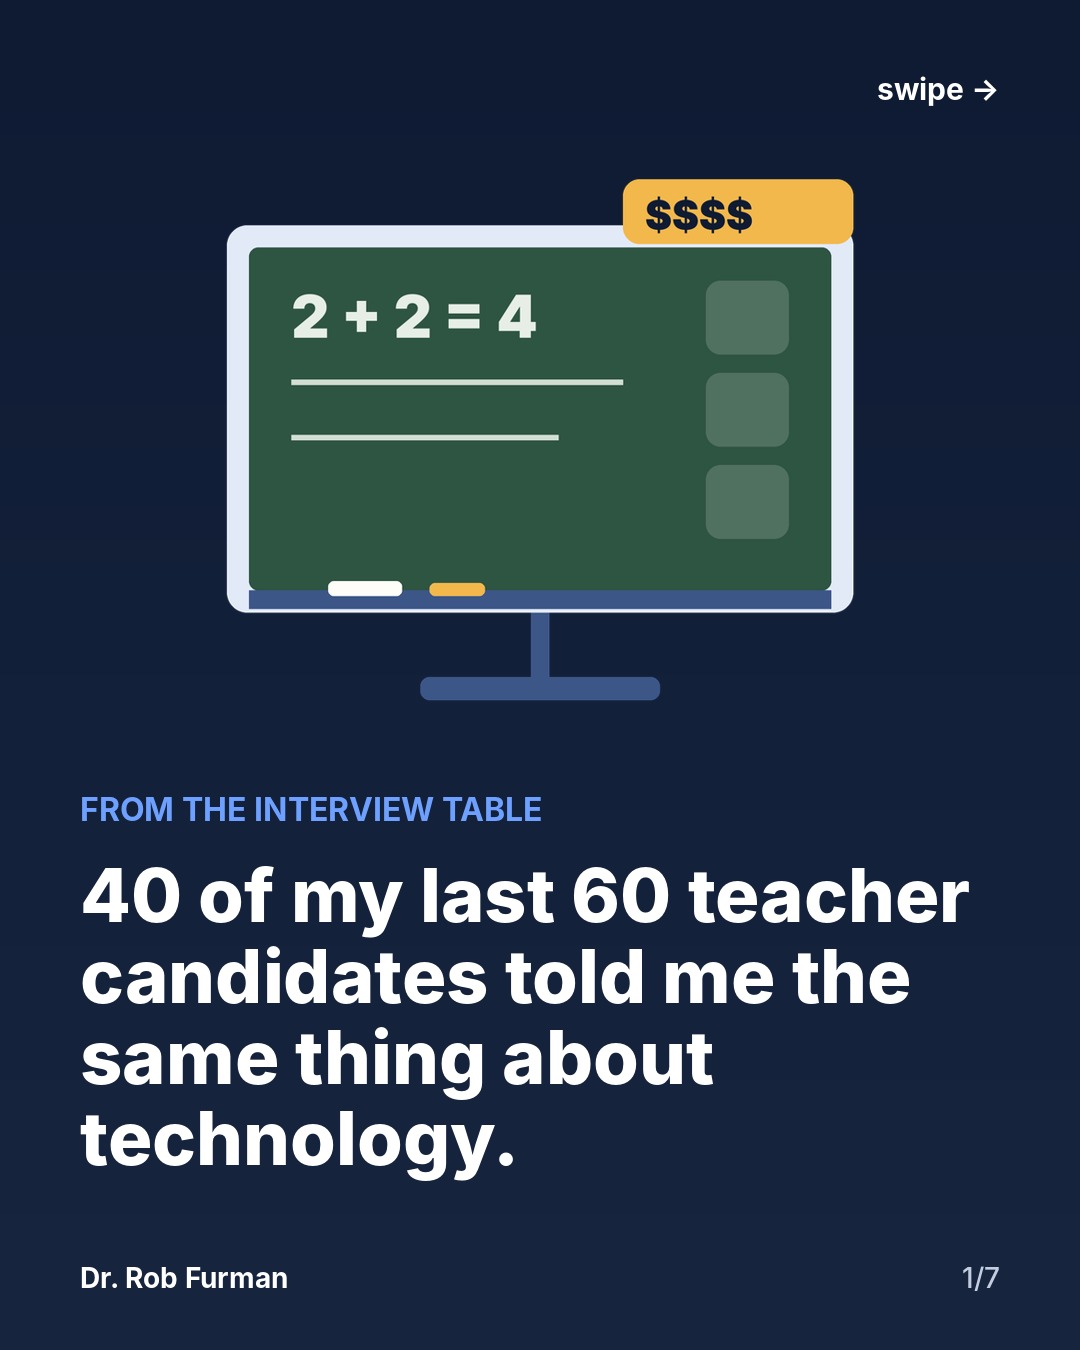 swipe →
$$$$
2 + 2 = 4
FROM THE INTERVIEW TABLE
40 of my last 60 teacher
candidates told me the
same thing about
technology.
Dr. Rob Furman
1/7